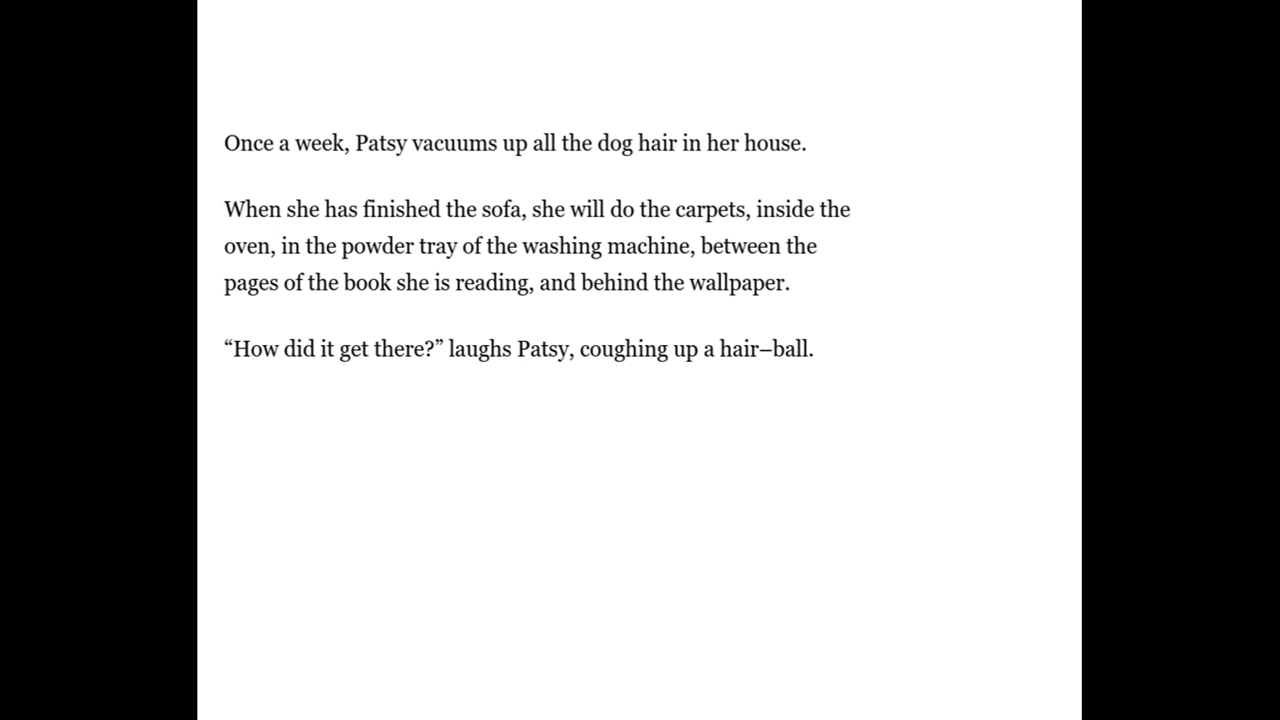 Once a week, Patsy vacuums up all the dog hair in her house.
When she has finished the sofa, she will do the carpets, inside the
oven, in the powder tray of the washing machine, between the
pages of the book she is reading, and behind the wallpaper.
“How did it get there?” laughs Patsy, coughing up a hair–ball.